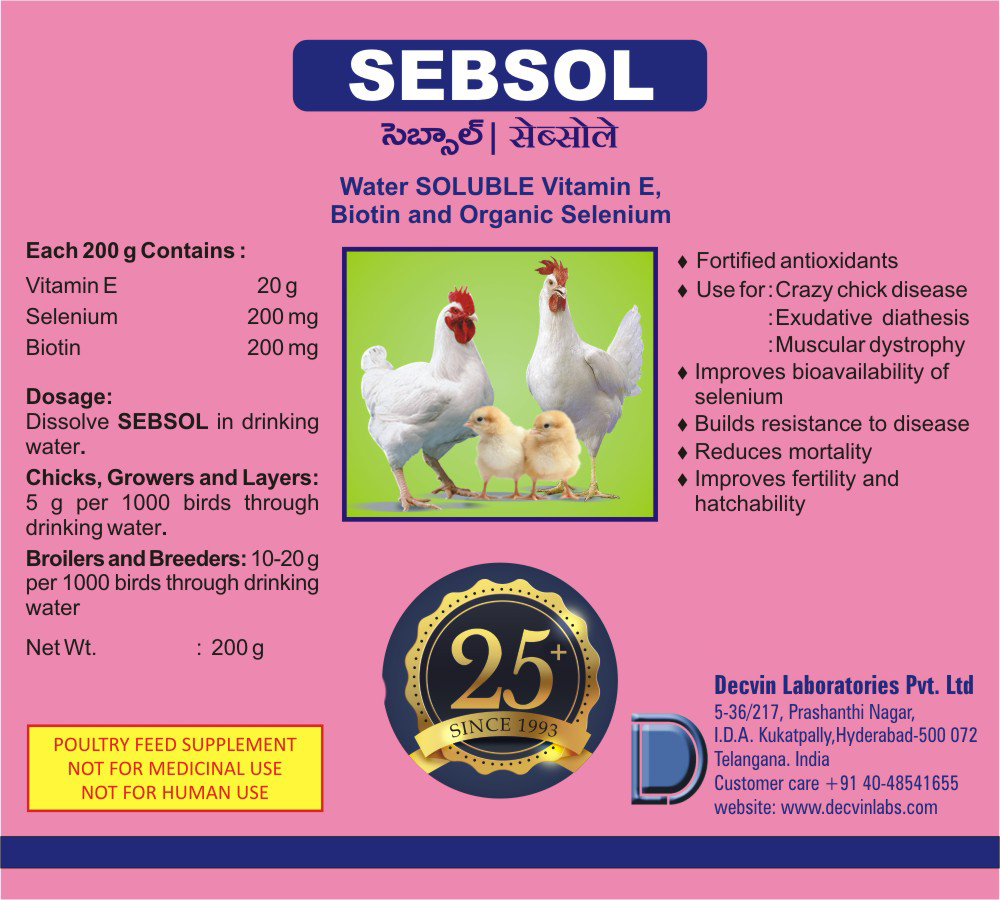 SEBSOL
సెబ్సాల్ | सेब्सोले
Water SOLUBLE Vitamin E,
Biotin and Organic Selenium
Each 200 g Contains :
Vitamin E 20 g
Selenium 200 mg
Biotin 200 mg
Dosage:
Dissolve SEBSOL in drinking
water.
Chicks, Growers and Layers:
5 g per 1000 birds through
drinking water.
Broilers and Breeders: 10-20 g
per 1000 birds through drinking
water
Net Wt. : 200 g
POULTRY FEED SUPPLEMENT
NOT FOR MEDICINAL USE
NOT FOR HUMAN USE
♦ Fortified antioxidants
♦ Use for : Crazy chick disease
: Exudative diathesis
: Muscular dystrophy
♦ Improves bioavailability of
selenium
♦ Builds resistance to disease
♦ Reduces mortality
♦ Improves fertility and
hatchability
25+
SINCE 1993
Decvin Laboratories Pvt. Ltd
5-36/217, Prashanthi Nagar,
I.D.A. Kukatpally,Hyderabad-500 072
Telangana. India
Customer care +91 40-48541655
website: www.decvinlabs.com